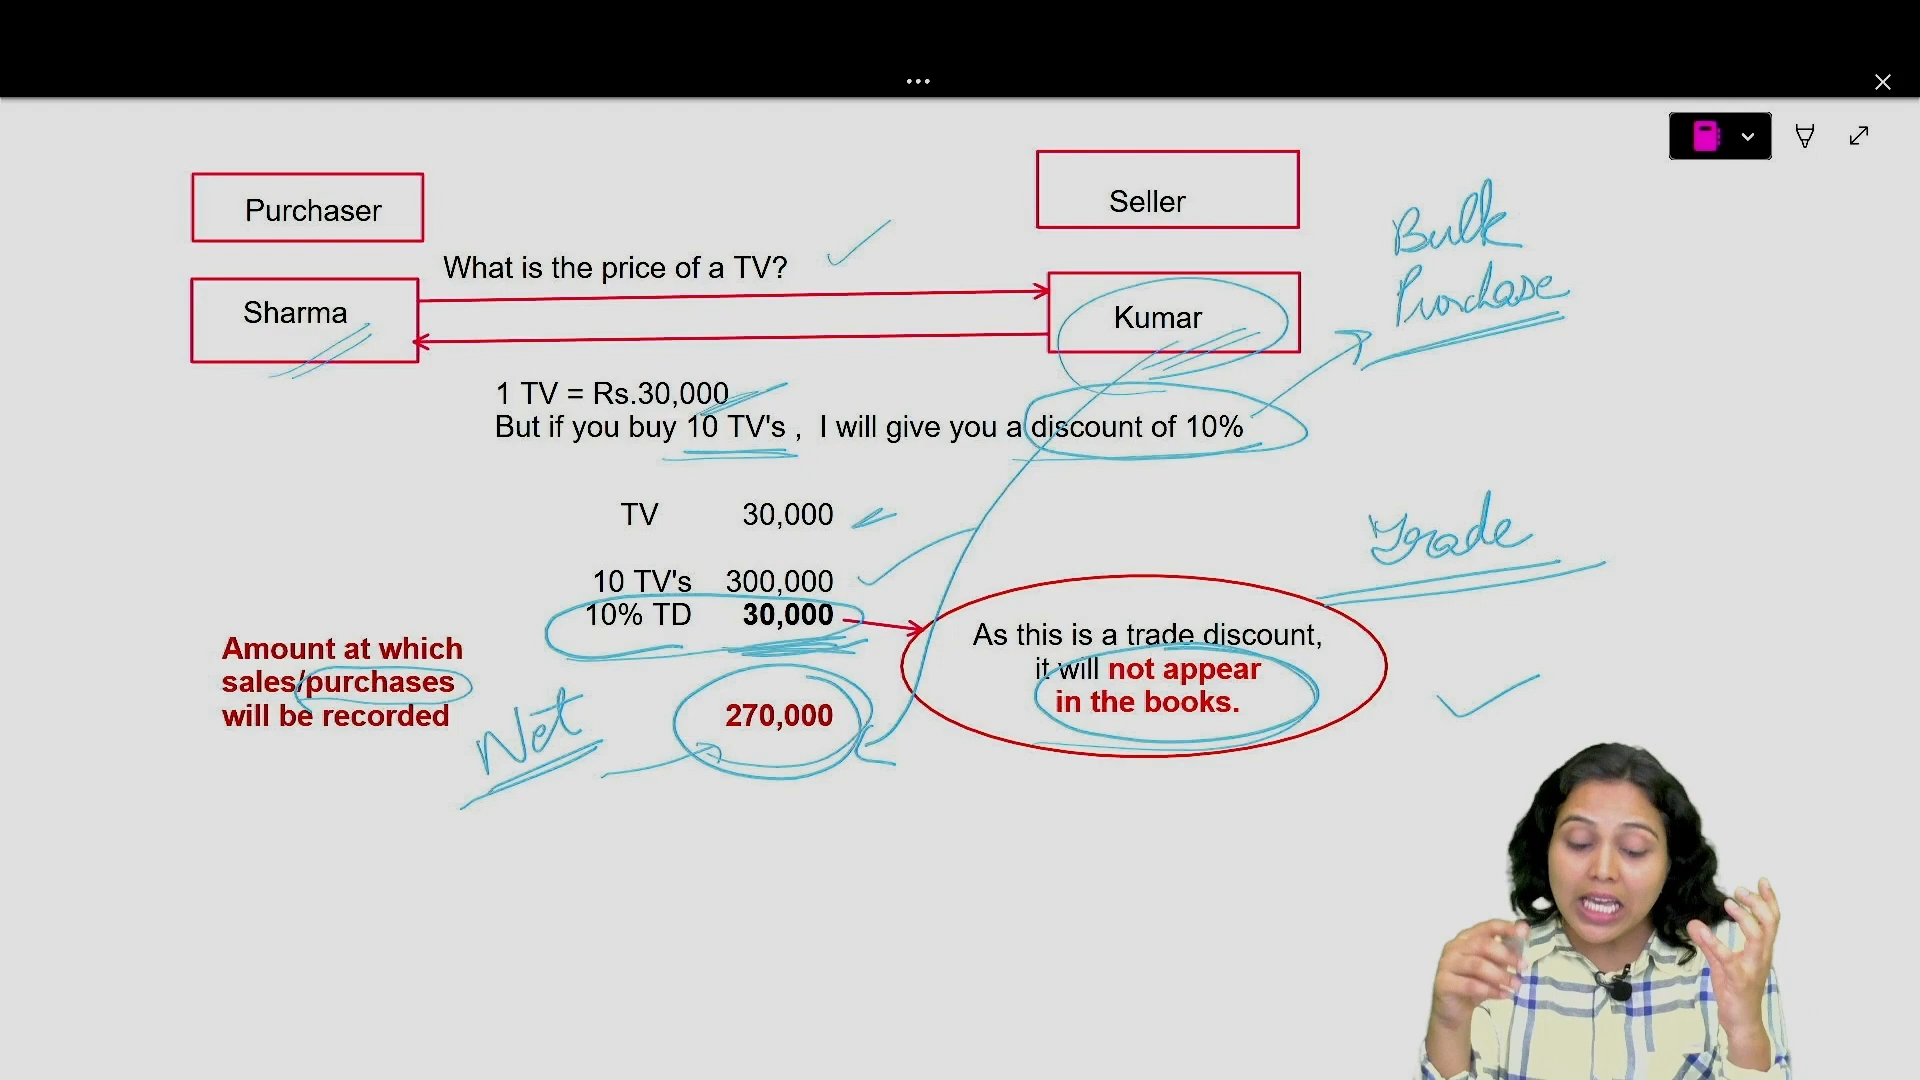 Purchaser
Seller
Bulk
Purchase
What is the price of a TV?
Sharma
Kumar
1 TV = Rs.30,000
But if you buy 10 TV's , I will give you a discount of 10%
TV 30,000
Trade
10 TV's 300,000
10% TD 30,000
As this is a trade discount,
it will not appear
in the books.
Amount at which
sales/purchases
will be recorded
270,000
Net